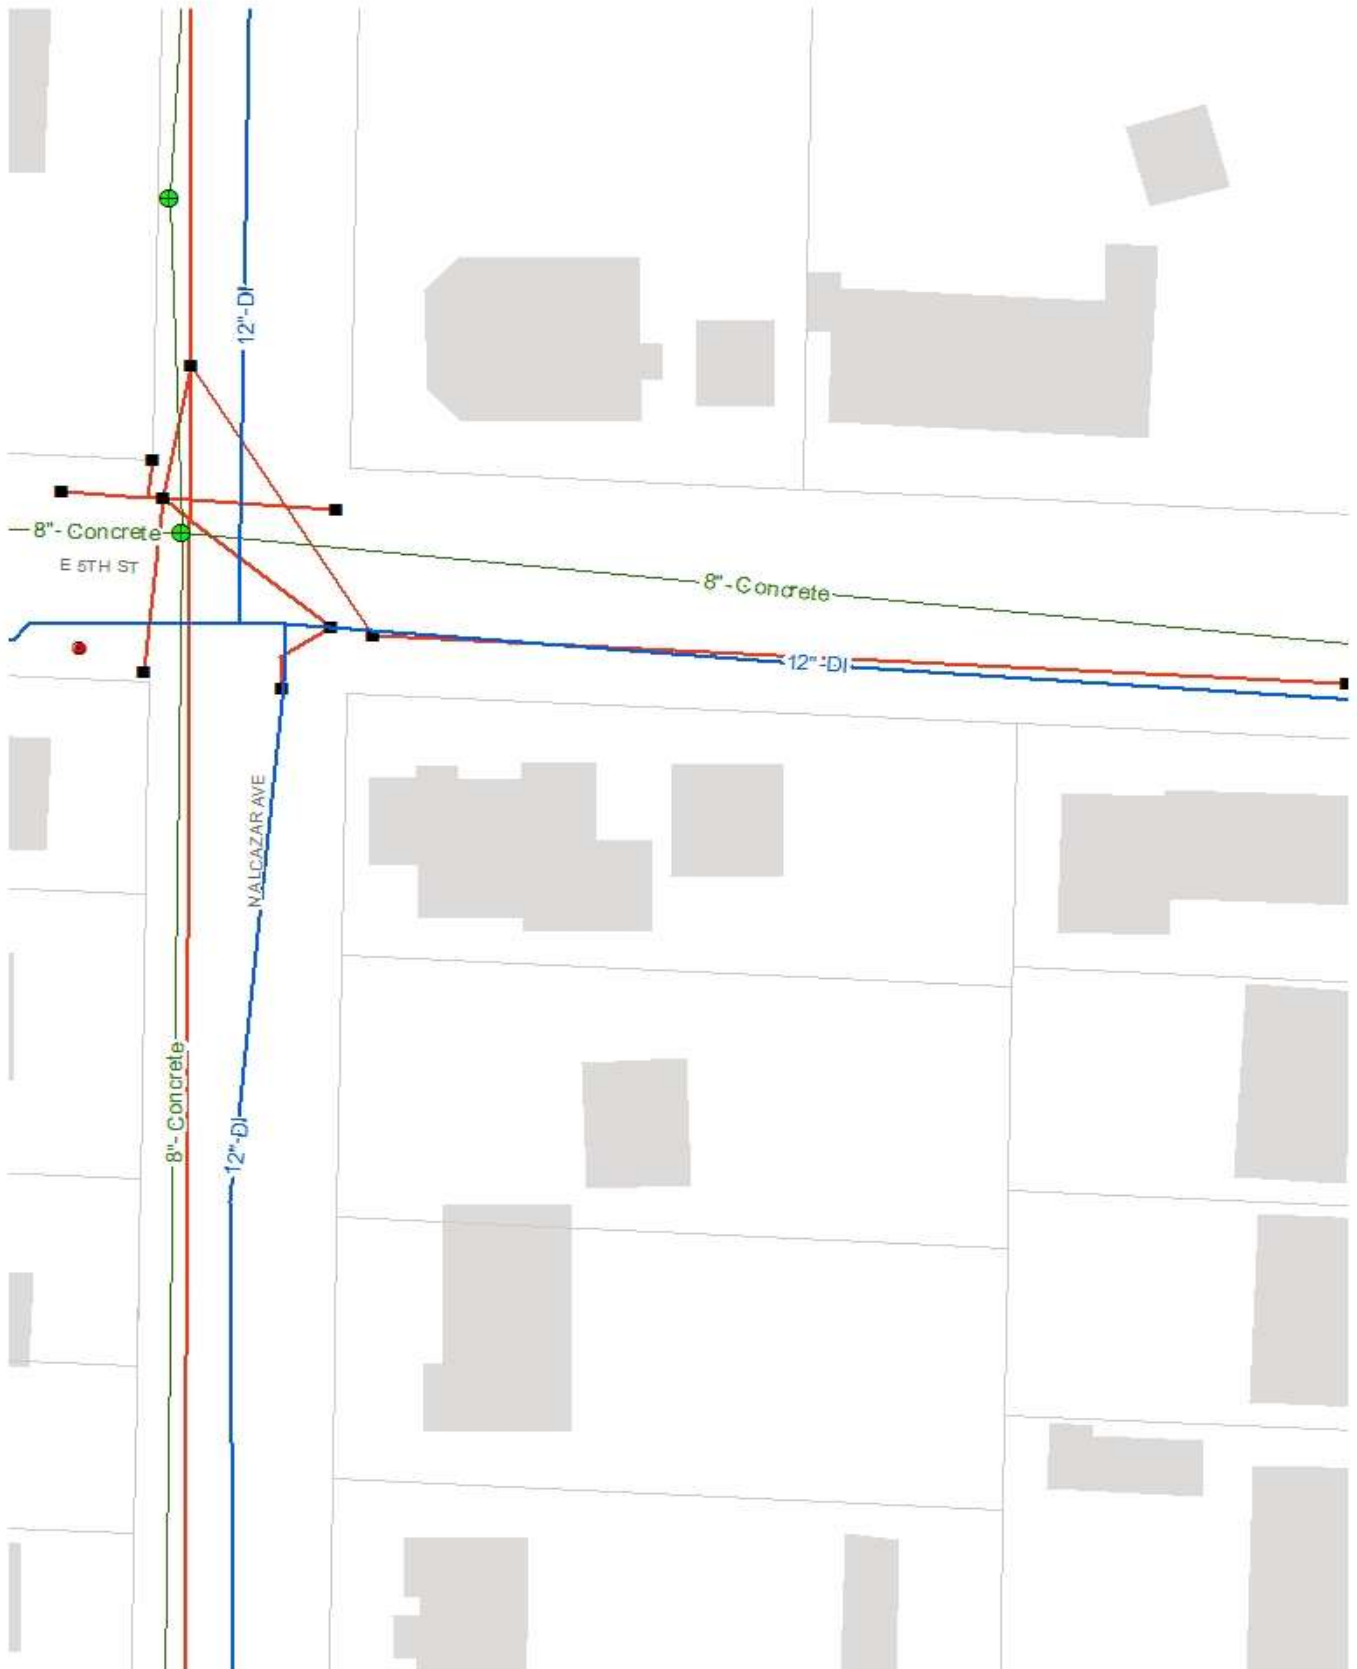 12"-DI
8"- Concrete
E 5TH ST
8"-Concrete
12"-DI
N ALCAZAR AVE
8"- Concrete
12"-DI